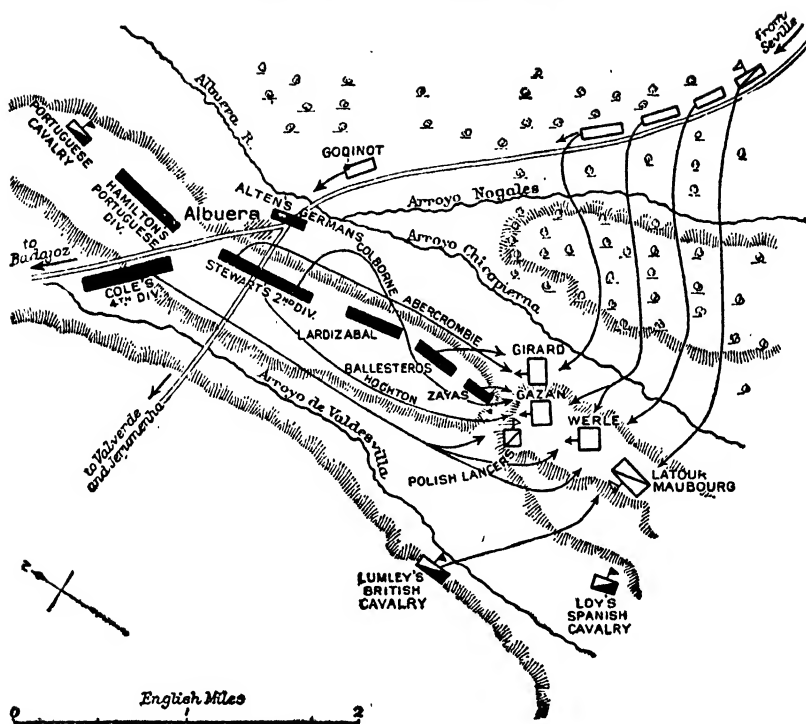 from
Seville
Albuera R.
PORTUGUESE
CAVALRY
GODINOT
HAMILTON'S
PORTUGUESE
DIV.
Albuera
ALTEN'S GERMANS
Arroyo Nogales
Arroyo Chicapierna
to
Badajoz
COLE'S
4TH DIV.
STEWARTS 2ND DIV.
COLBORNE
ABERCROMBIE
LARDIZABAL
GIRARD
BALLESTEROS
HOGHTON
ZAYAS
GAZAN
WERLE
Arroyo de Valdesvilla
to Valverde
and Jerumenha
POLISH LANCERS
LATOUR
MAUBOURG
LUMLEY'S
BRITISH
CAVALRY
LOY'S
SPANISH
CAVALRY
N
English Miles
0 1 2